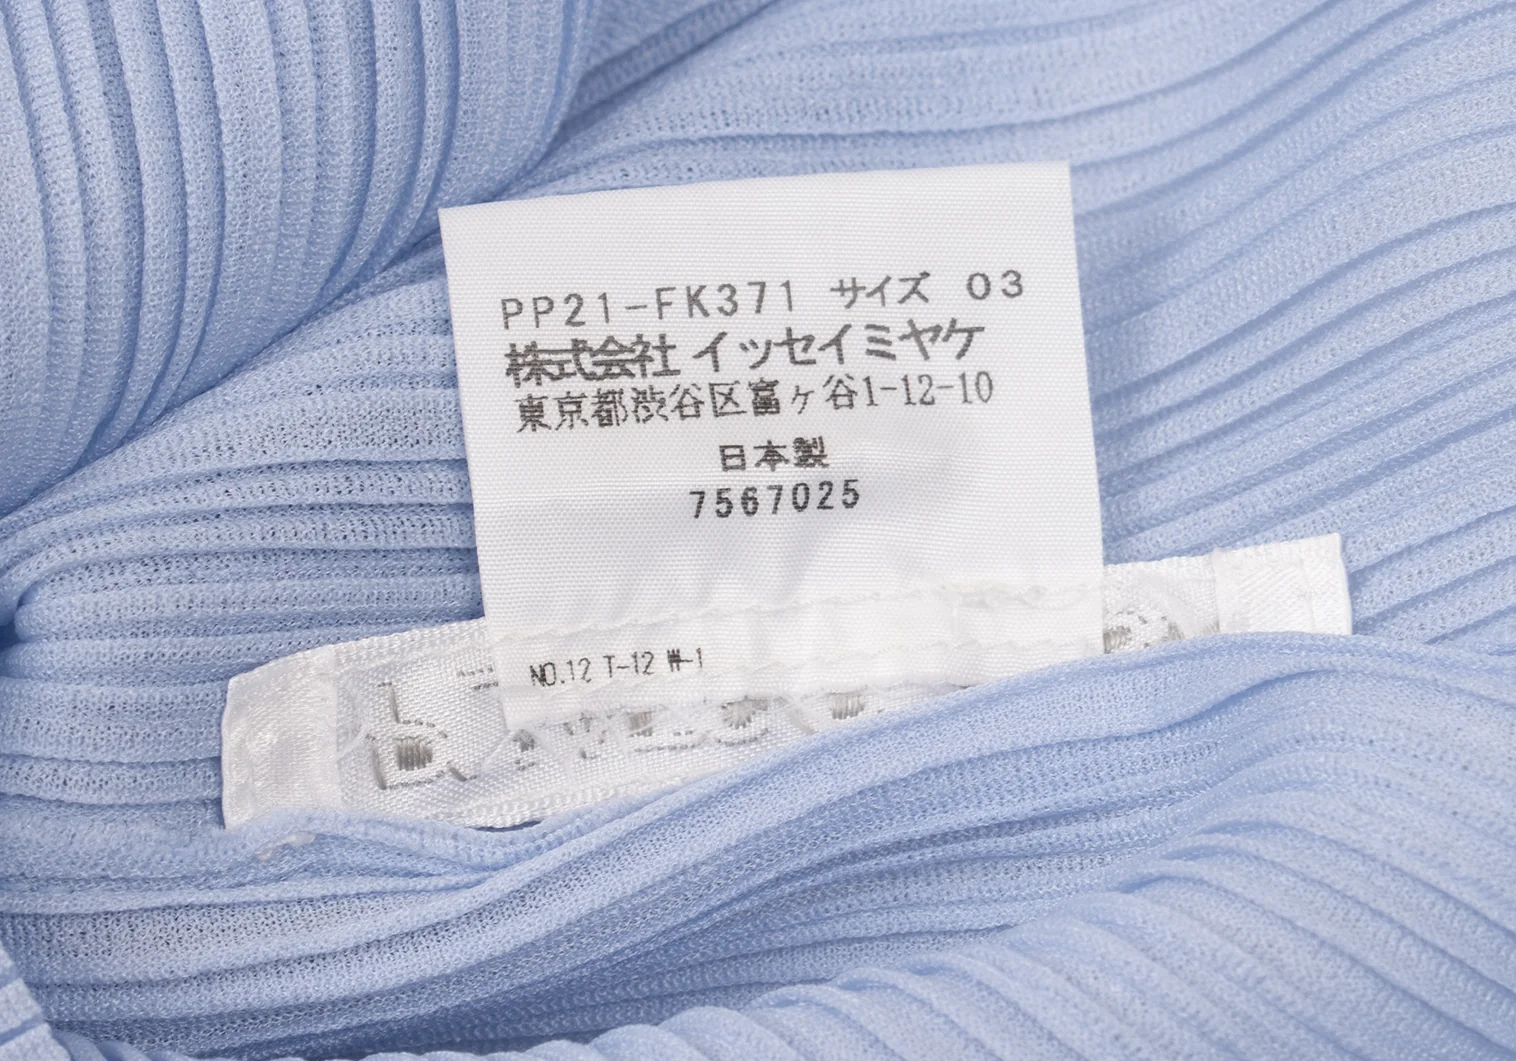 PP21-FK371 サイズ 03
株式会社 イッセイミヤケ
東京都渋谷区富ヶ谷1-12-10
日本製
7567025
NO.12 T-12 W-1